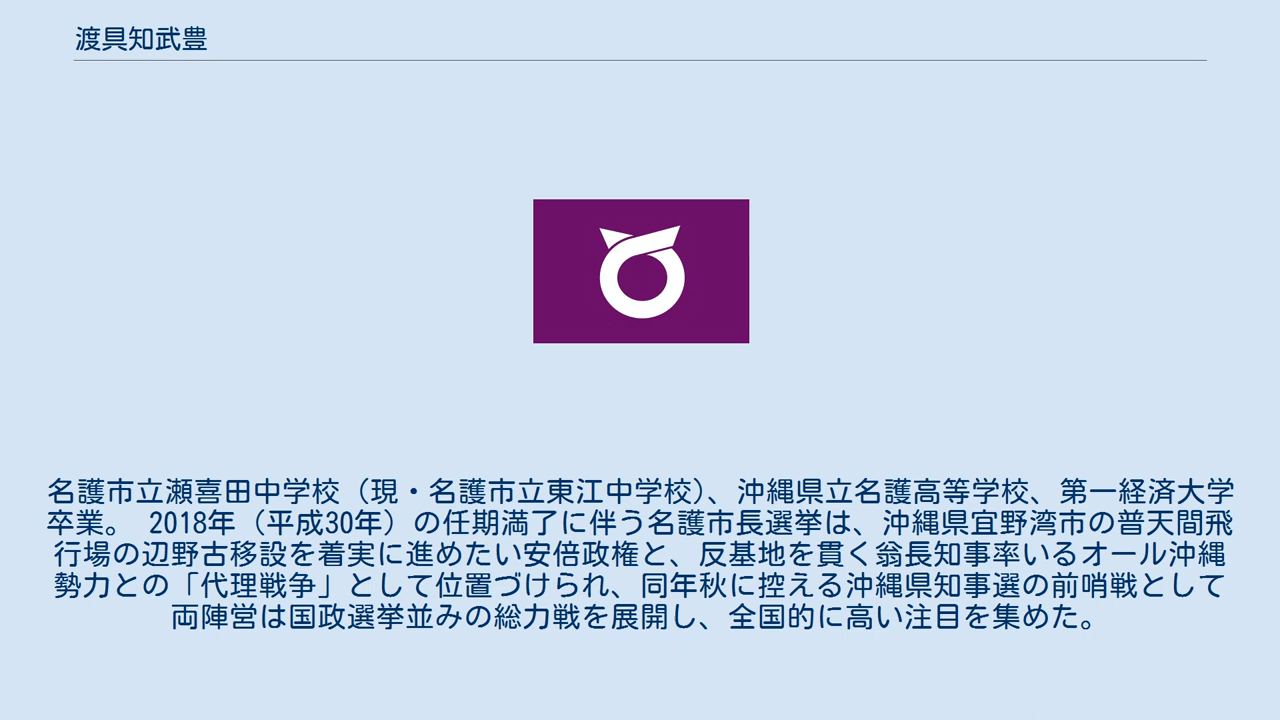 渡具知武豊
名護市立瀬喜田中学校（現・名護市立東江中学校)、沖縄県立名護高等学校、第一経済大学
卒業。 2018年（平成30年）の任期満了に伴う名護市長選挙は、沖縄県宜野湾市の普天間飛
行場の辺野古移設を着実に進めたい安倍政権と、反基地を貫く翁長知事率いるオール沖縄
勢力との「代理戦争」として位置づけられ、同年秋に控える沖縄県知事選の前哨戦として
両陣営は国政選挙並みの総力戦を展開し、全国的に高い注目を集めた。